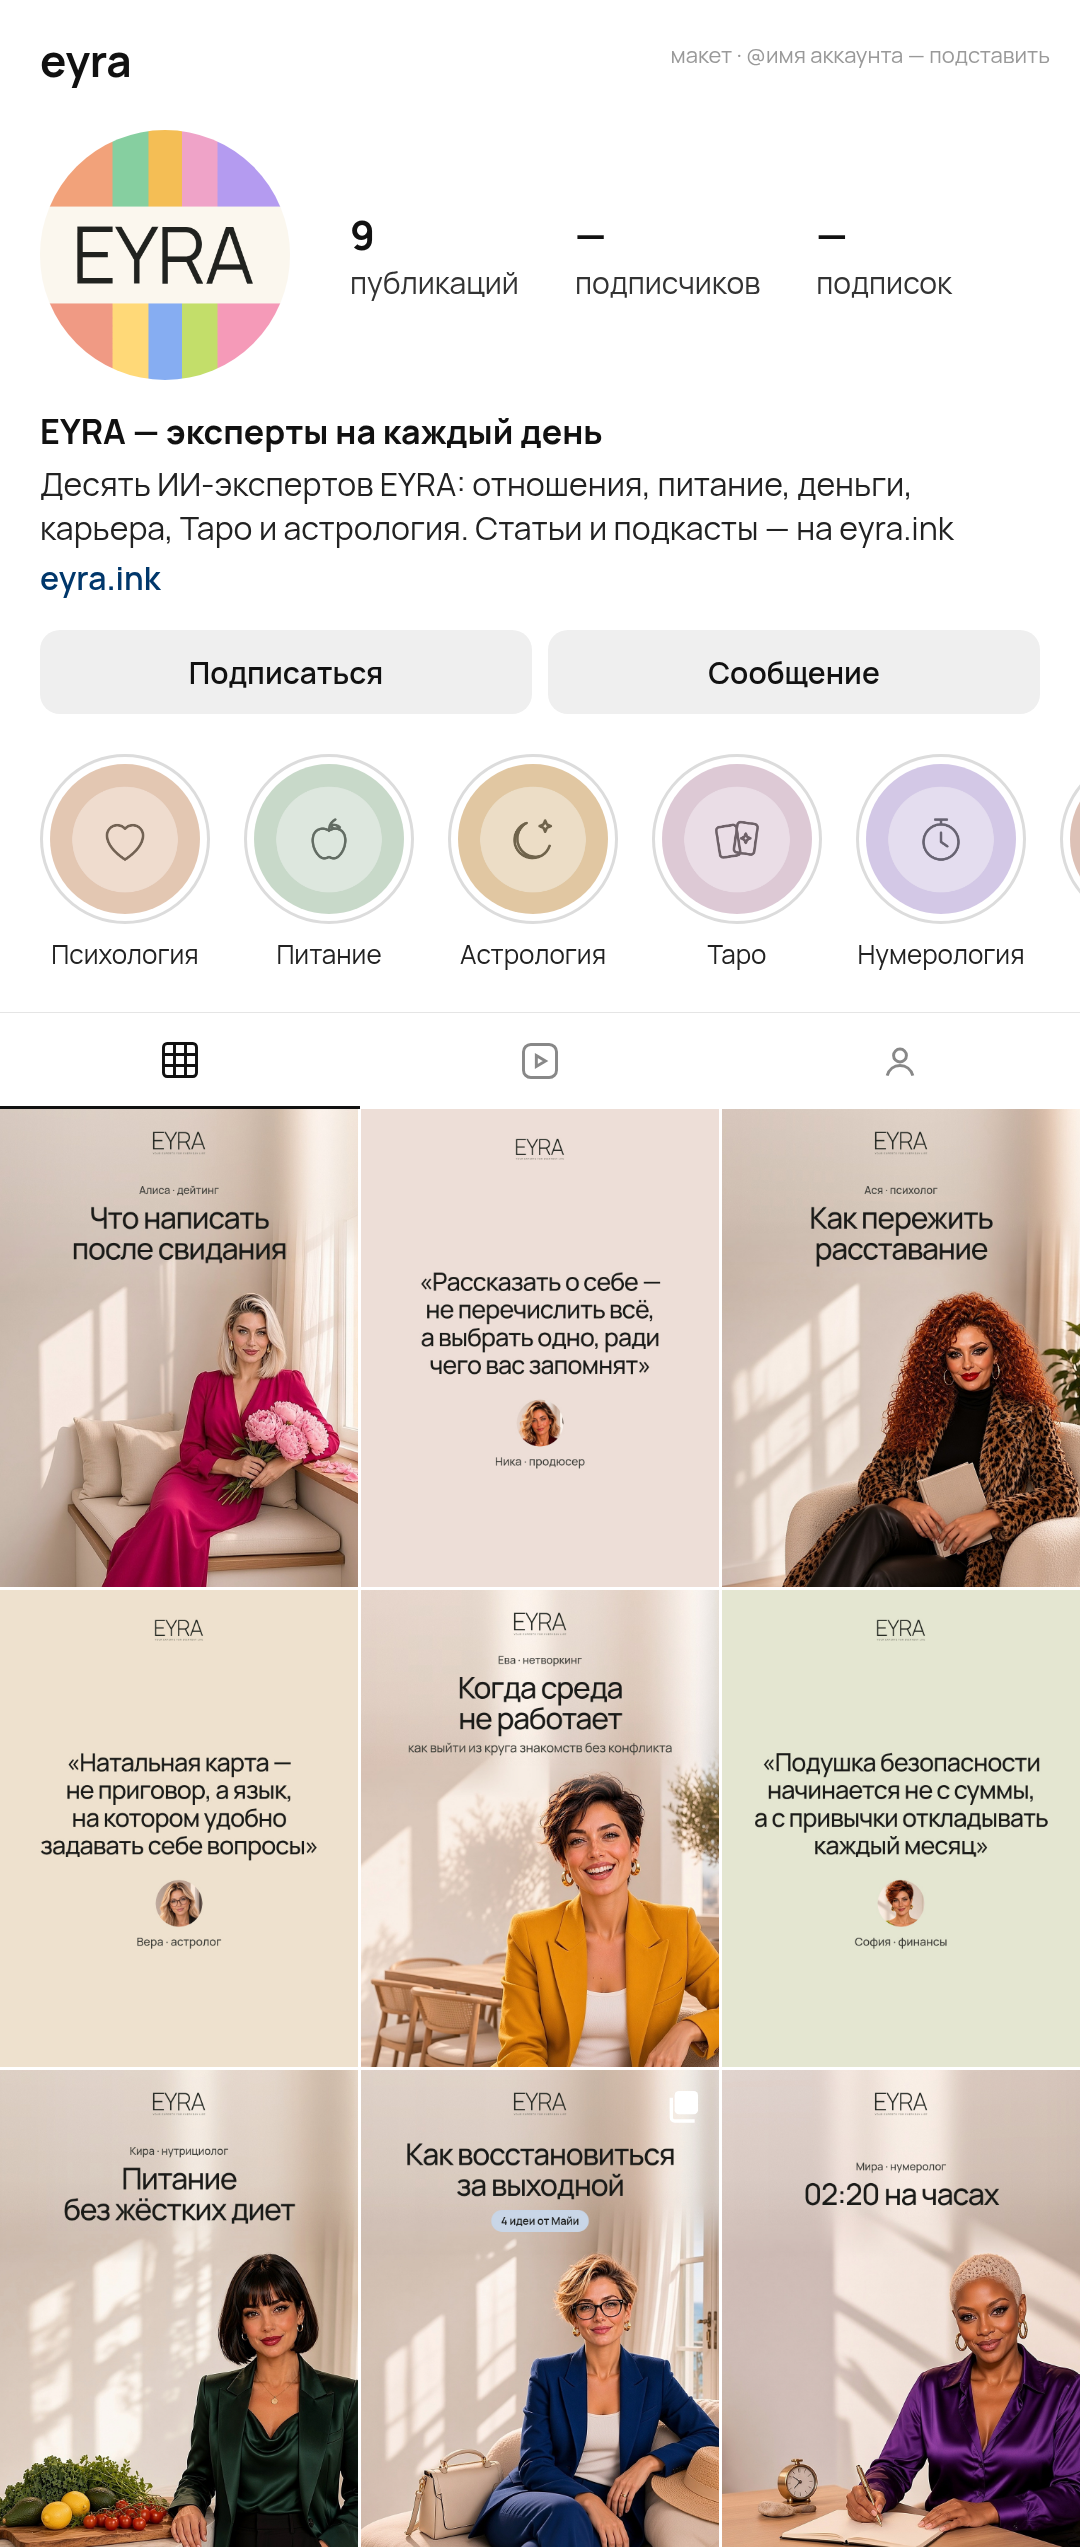 eyra
макет · @имя аккаунта — подставить
EYRA
9
—
—
публикаций
подписчиков
подписок
EYRA — эксперты на каждый день
Десять ИИ-экспертов EYRA: отношения, питание, деньги,
карьера, Таро и астрология. Статьи и подкасты — на eyra.ink
eyra.ink
Подписаться
Сообщение
Психология
Питание
Астрология
Таро
Нумерология
EYRA
Алиса · дейтинг
Что написать
после свидания
EYRA
«Рассказать о себе —
не перечислить всё,
а выбрать одно, ради
чего вас запомнят»
Ника · продюсер
EYRA
Ася · психолог
Как пережить
расставание
EYRA
«Натальная карта —
не приговор, а язык,
на котором удобно
задавать себе вопросы»
Вера · астролог
EYRA
Ева · нетворкинг
Когда среда
не работает
как выйти из круга знакомств без конфликта
EYRA
«Подушка безопасности
начинается не с суммы,
а с привычки откладывать
каждый месяц»
София · финансы
EYRA
Кира · нутрициолог
Питание
без жёстких диет
EYRA
Как восстановиться
за выходной
4 идеи от Майи
EYRA
Мира · нумеролог
02:20 на часах